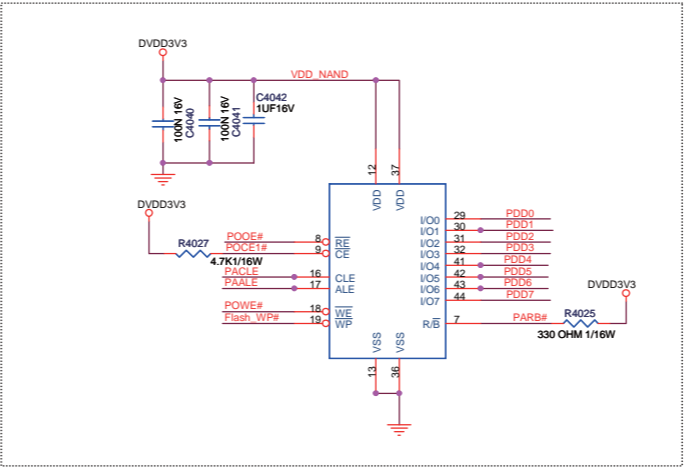 DVDD3V3
VDD_NAND
100N 16V
C4040
100N 16V
C4041
C4042
1UF16V
12
37
VDD
VDD
DVDD3V3
R4027
4.7K1/16W
POOE#
8
RE
POCE1#
9
CE
PACLE
16
CLE
PAALE
17
ALE
POWE#
18
WE
Flash_WP#
19
WP
I/O0
29
PDD0
I/O1
30
PDD1
I/O2
31
PDD2
I/O3
32
PDD3
I/O4
41
PDD4
I/O5
42
PDD5
I/O6
43
PDD6
I/O7
44
PDD7
R/B
7
PARB#
DVDD3V3
R4025
330 OHM 1/16W
VSS
VSS
13
36